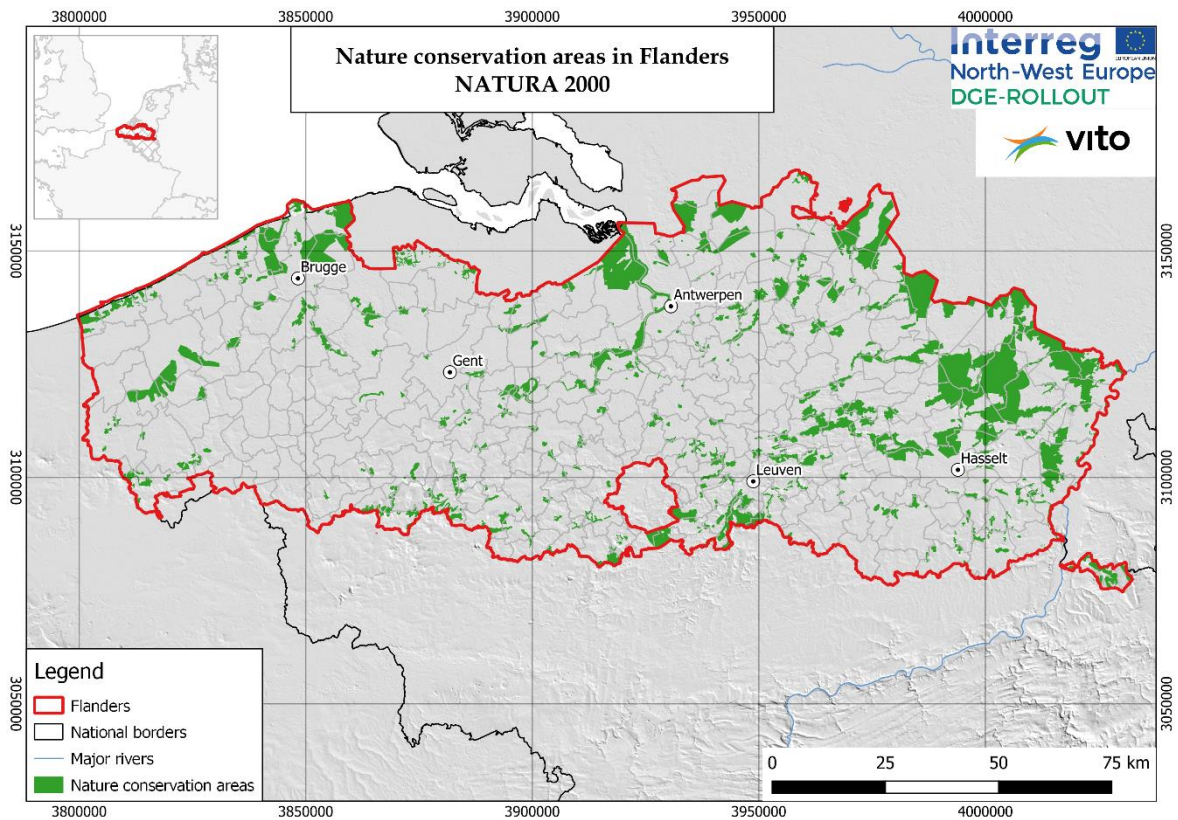 3800000 3850000 3900000 3950000 4000000
Nature conservation areas in Flanders
NATURA 2000
Interreg
EUROPEAN UNION
North-West Europe
DGE-ROLLOUT
vito
3150000 3150000
Brugge
Antwerpen
Gent
3100000 3100000
Leuven
Hasselt
3050000 3050000
Legend
Flanders
National borders
Major rivers
Nature conservation areas
0 25 50 75 km
3800000 3850000 3900000 3950000 4000000